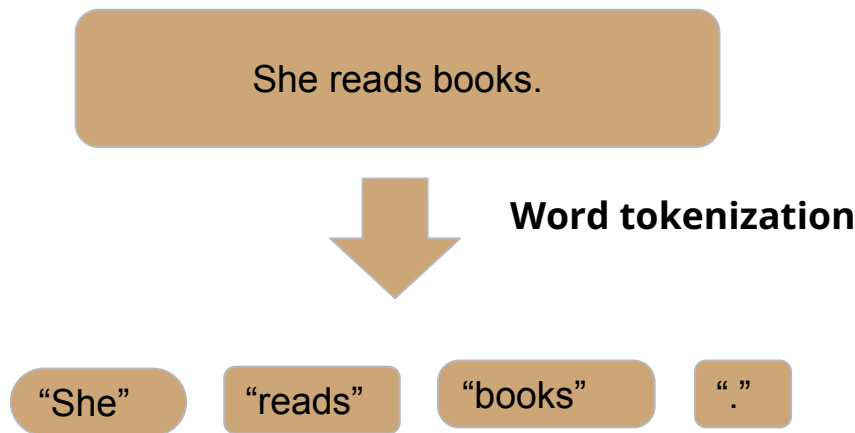 She reads books.
Word tokenization
“She”
“reads”
“books”
“.”